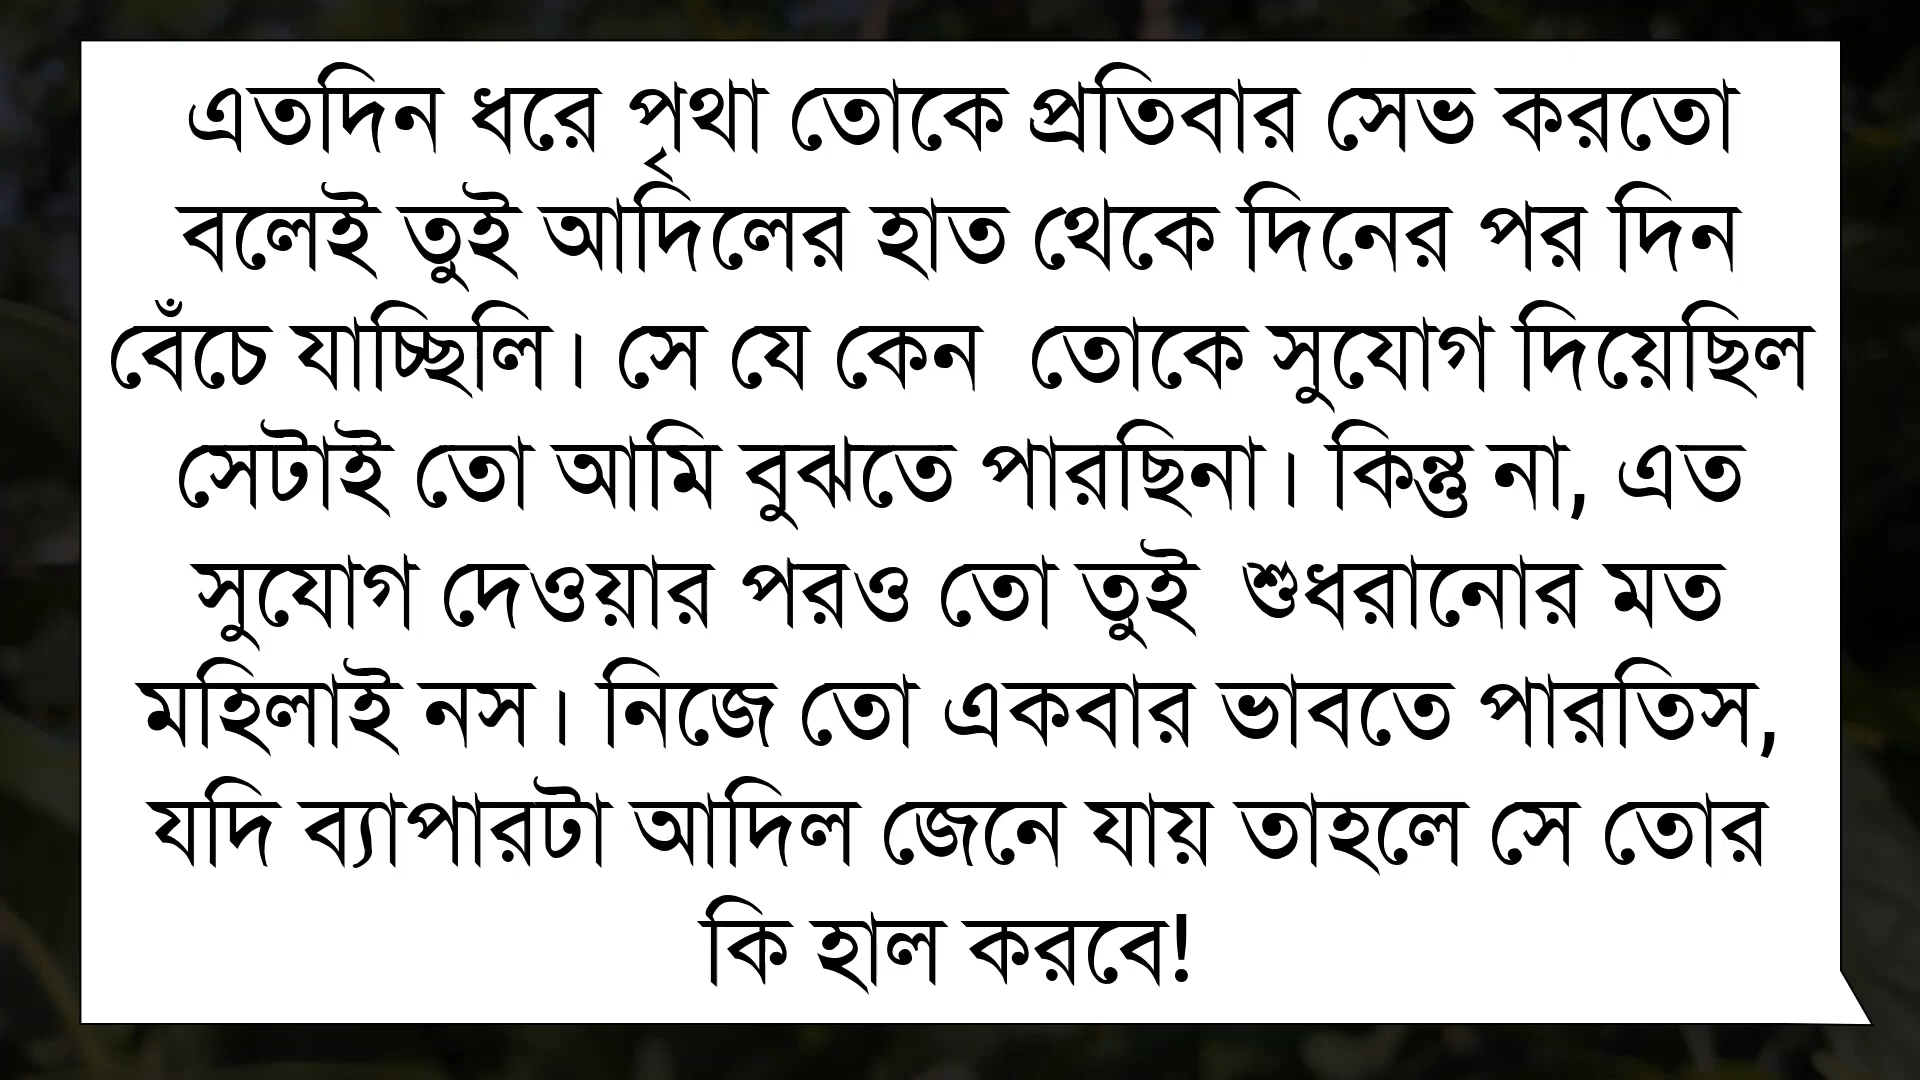 এতদিন ধরে পৃথা তোকে প্রতিবার সেভ করতো
বলেই তুই আদিলের হাত থেকে দিনের পর দিন
বেঁচে যাচ্ছিলি। সে যে কেন  তোকে সুযোগ দিয়েছিল
সেটাই তো আমি বুঝতে পারছিনা। কিন্তু না, এত
সুযোগ দেওয়ার পরও তো তুই  শুধরানোর মত
মহিলাই নস। নিজে তো একবার ভাবতে পারতিস,
যদি ব্যাপারটা আদিল জেনে যায় তাহলে সে তোর
কি হাল করবে!